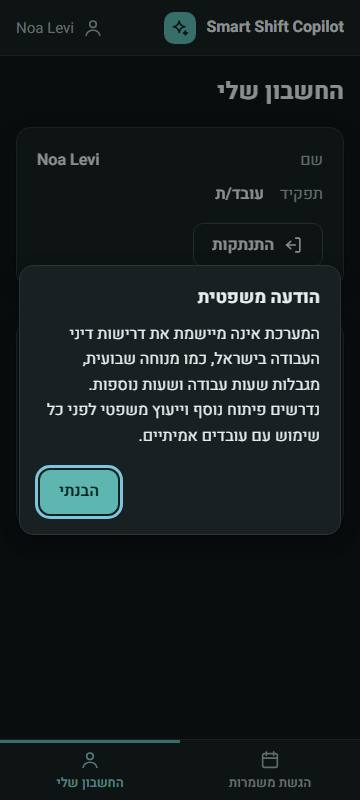 Smart Shift Copilot
Noa Levi
החשבון שלי
שם
Noa Levi
תפקיד
עובד/ת
התנתקות
הודעה משפטית
המערכת אינה מיישמת את דרישות דיני
העבודה בישראל, כמו מנוחה שבועית,
מגבלות שעות עבודה ושעות נוספות.
נדרשים פיתוח נוסף וייעוץ משפטי לפני כל
שימוש עם עובדים אמיתיים.
הבנתי
הגשת משמרות
החשבון שלי